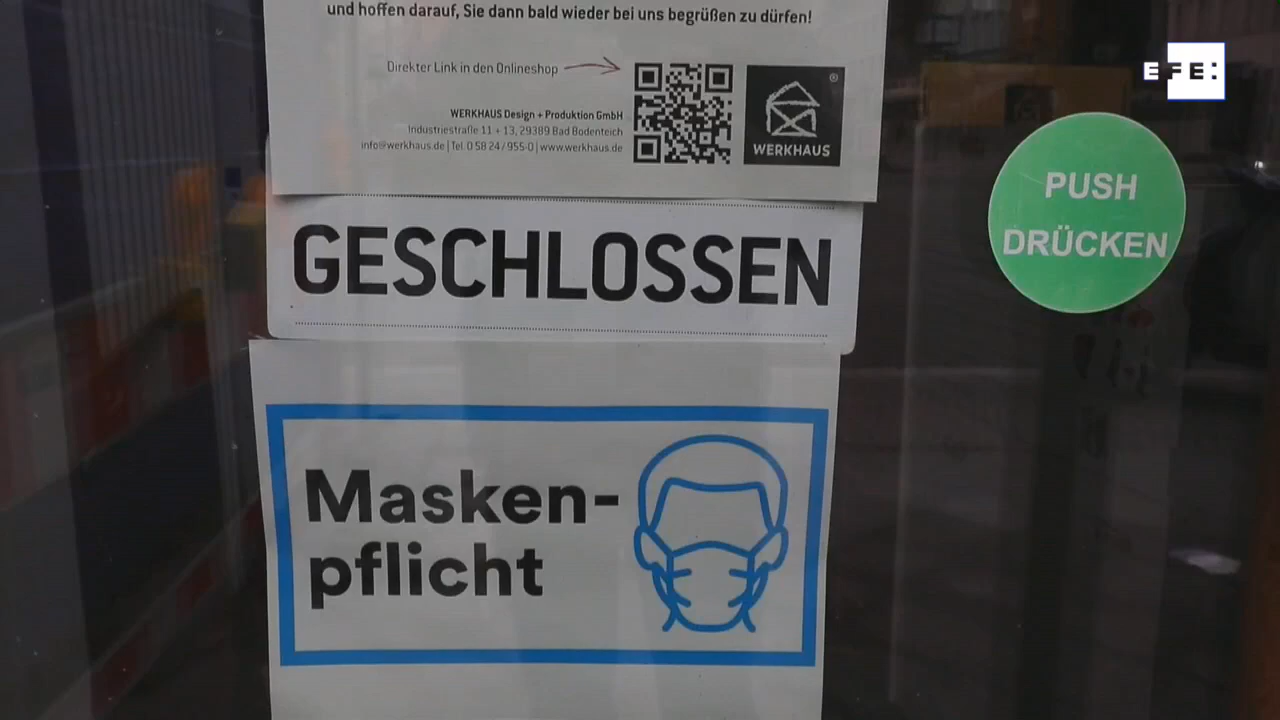 und hoffen darauf, Sie dann bald wieder bei uns begrüßen zu dürfen!
Direkter Link in den Onlineshop
WERKHAUS Design + Produktion GmbH
Industriestraße 11 + 13, 29389 Bad Bodenteich
info@werkhaus.de | Tel. 0 58 24 / 955-0 | www.werkhaus.de
WERKHAUS
®
GESCHLOSSEN
Masken-
pflicht
PUSH
DRÜCKEN
EFE: